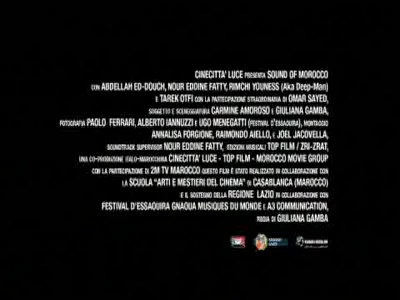 CINECITTA' LUCE PRESENTA SOUND OF MOROCCO
CON ABDELLAH ED-DOUCH, NOUR EDDINE FATTY, RIMCHI YOUNESS (Aka Deep-Man)
E TAREK OTFI CON LA PARTECIPAZIONE STRAORDINARIA DI OMAR SAYED,
SOGGETTO E SCENEGGIATURA CARMINE AMOROSO E GIULIANA GAMBA,
FOTOGRAFIA PAOLO FERRARI, ALBERTO IANNUZZI E UGO MENEGATTI (FESTIVAL D'ESSAOUIRA), MONTAGGIO
ANNALISA FORGIONE, RAIMONDO AIELLO, E JOEL JACOVELLA,
SOUNDTRACK SUPERVISOR NOUR EDDINE FATTY, EDIZIONI MUSICALI TOP FILM / ZRI-ZRAT,
UNA CO-PRODUZIONE ITALO-MAROCCHINA CINECITTA' LUCE - TOP FILM - MOROCCO MOVIE GROUP
CON LA PARTECIPAZIONE DI 2M TV MAROCCO QUESTO FILM È STATO REALIZZATO IN COLLABORAZIONE CON
LA SCUOLA "ARTI E MESTIERI DEL CINEMA" DI CASABLANCA (MAROCCO)
E IL SOSTEGNO DELLA REGIONE LAZIO IN COLLABORAZIONE CON
FESTIVAL D'ESSAOUIRA GNAOUA MUSIQUES DU MONDE E A3 COMMUNICATION,
REGIA DI GIULIANA GAMBA